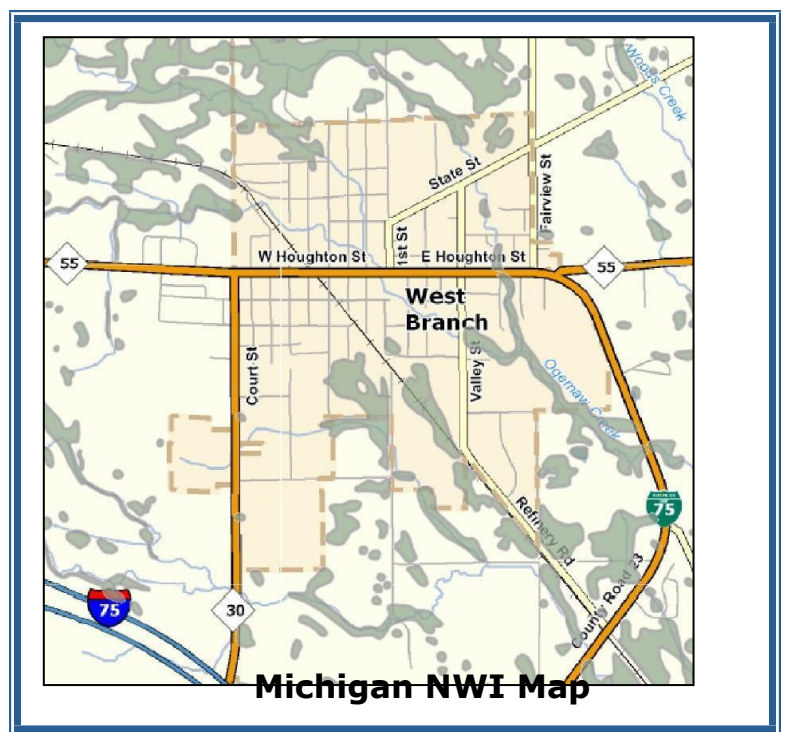 Woods Creek
State St
Fairview St
1st St
W Houghton St
E Houghton St
55
55
West
Branch
Court St
Valley St
Ogemaw Creek
75
Refinery Rd
County Road 23
75
30
Michigan NWI Map